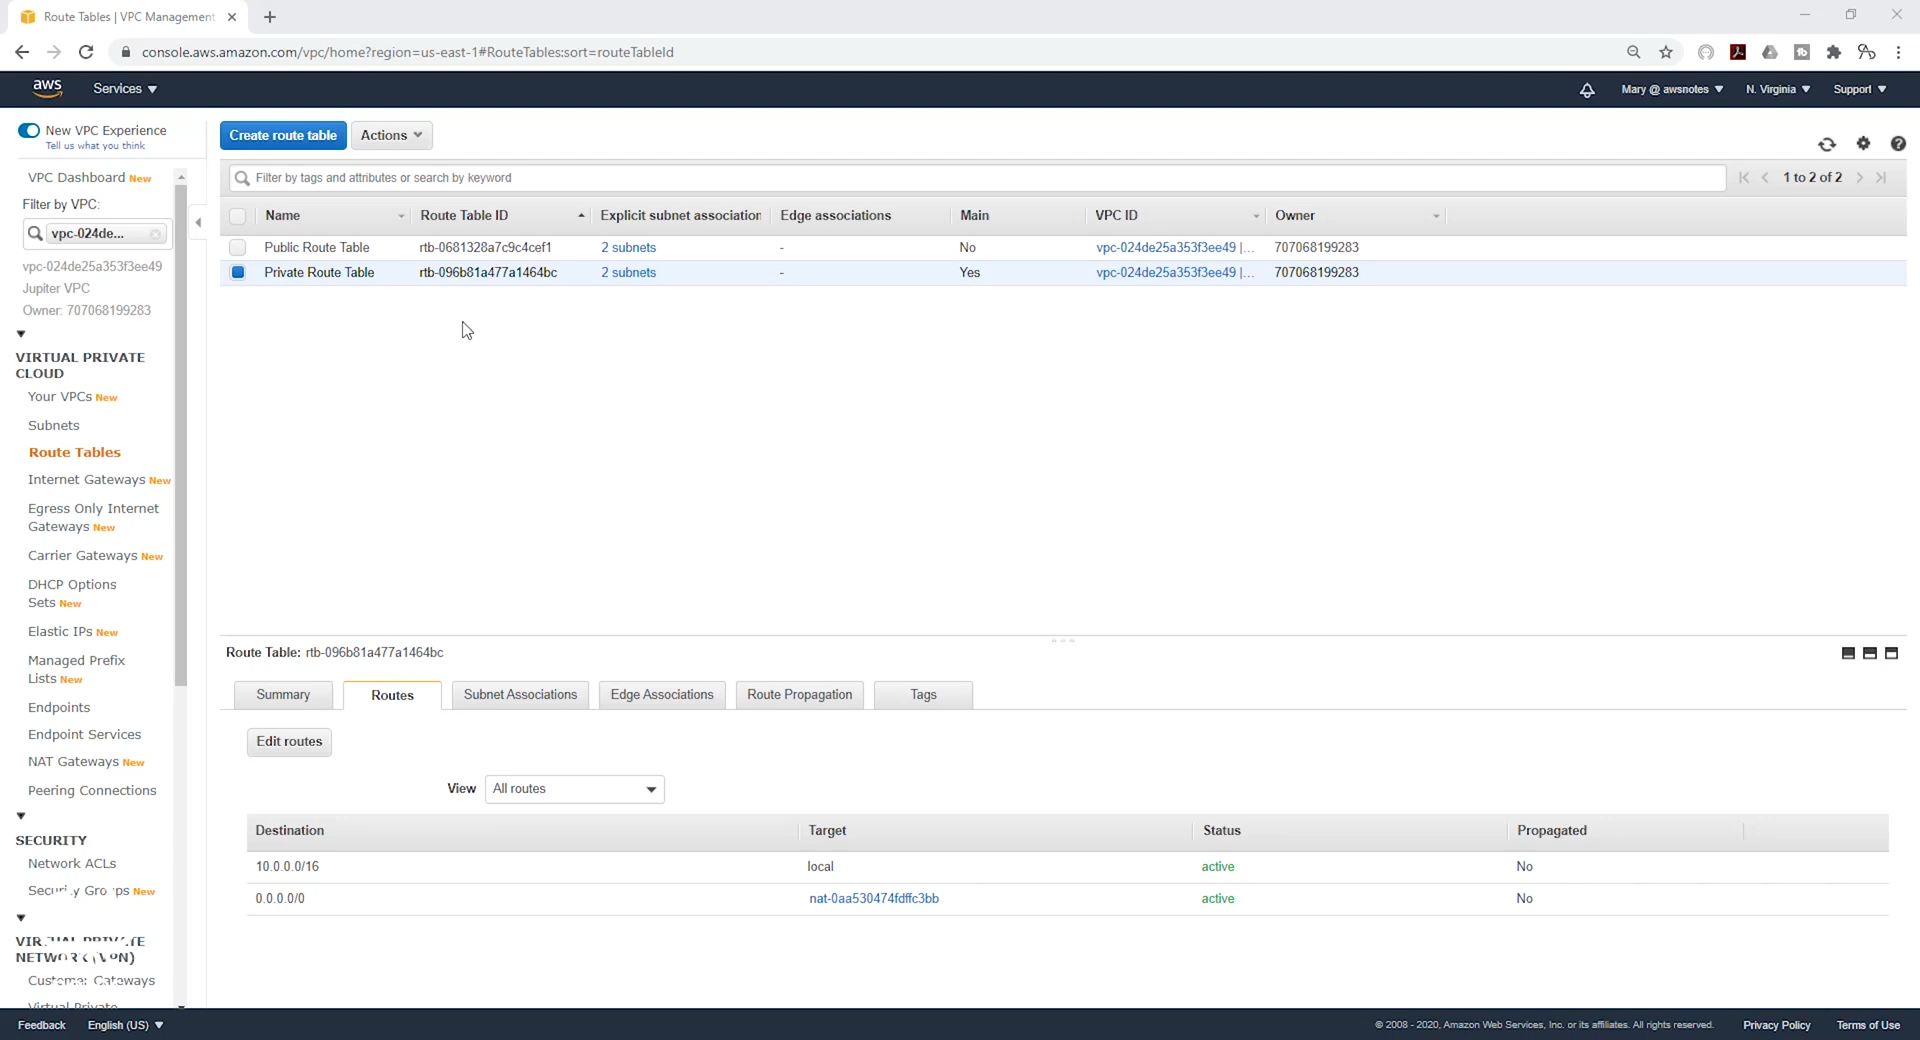 Route Tables | VPC Management
console.aws.amazon.com/vpc/home?region=us-east-1#RouteTables:sort=routeTableId
aws Services Mary @ awsnotes N. Virginia Support
New VPC Experience
Tell us what you think
Create route table Actions
VPC Dashboard New
Filter by VPC:
vpc-024de...
vpc-024de25a353f3ee49
Jupiter VPC
Owner: 707068199283
VIRTUAL PRIVATE
CLOUD
Your VPCs New
Subnets
Route Tables
Internet Gateways New
Egress Only Internet
Gateways New
Carrier Gateways New
DHCP Options
Sets New
Elastic IPs New
Managed Prefix
Lists New
Endpoints
Endpoint Services
NAT Gateways New
Peering Connections
SECURITY
Network ACLs
Security Groups New
VIRTUAL PRIVATE
NETWORK (VPN)
Customer Gateways
Virtual Private
Filter by tags and attributes or search by keyword
1 to 2 of 2
Name Route Table ID Explicit subnet association Edge associations Main VPC ID Owner
Public Route Table rtb-0681328a7c9c4cef1 2 subnets - No vpc-024de25a353f3ee49 |... 707068199283
Private Route Table rtb-096b81a477a1464bc 2 subnets - Yes vpc-024de25a353f3ee49 |... 707068199283
Route Table: rtb-096b81a477a1464bc
Summary Routes Subnet Associations Edge Associations Route Propagation Tags
Edit routes
View All routes
Destination Target Status Propagated
10.0.0.0/16 local active No
0.0.0.0/0 nat-0aa530474fdffc3bb active No
Feedback English (US) © 2008 - 2020, Amazon Web Services, Inc. or its affiliates. All rights reserved. Privacy Policy Terms of Use